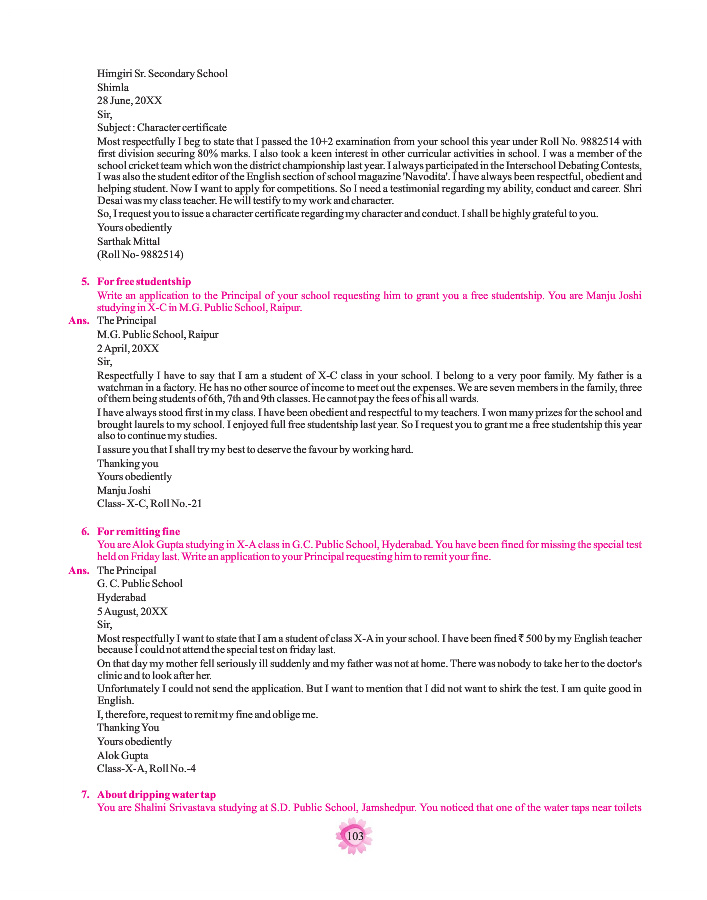 Himgiri Sr. Secondary School
Shimla
28 June, 20XX
Sir,
Subject : Character certificate
Most respectfully I beg to state that I passed the 10+2 examination from your school this year under Roll No. 9882514 with
first division securing 80% marks. I also took a keen interest in other curricular activities in school. I was a member of the
school cricket team which won the district championship last year. I always participated in the Interschool Debating Contests,
I was also the student editor of the English section of school magazine 'Navodita'. I have always been respectful, obedient and
helping student. Now I want to apply for competitions. So I need a testimonial regarding my ability, conduct and career. Shri
Desai was my class teacher. He will testify to my work and character.
So, I request you to issue a character certificate regarding my character and conduct. I shall be highly grateful to you.
Yours obediently
Sarthak Mittal
(Roll No- 9882514)
5. For free studentship
Write an application to the Principal of your school requesting him to grant you a free studentship. You are Manju Joshi
studying in X-C in M.G. Public School, Raipur.
Ans. The Principal
M.G. Public School, Raipur
2 April, 20XX
Sir,
Respectfully I have to say that I am a student of X-C class in your school. I belong to a very poor family. My father is a
watchman in a factory. He has no other source of income to meet out the expenses. We are seven members in the family, three
of them being students of 6th, 7th and 9th classes. He cannot pay the fees of his all wards.
I have always stood first in my class. I have been obedient and respectful to my teachers. I won many prizes for the school and
brought laurels to my school. I enjoyed full free studentship last year. So I request you to grant me a free studentship this year
also to continue my studies.
I assure you that I shall try my best to deserve the favour by working hard.
Thanking you
Yours obediently
Manju Joshi
Class- X-C, Roll No.-21
6. For remitting fine
You are Alok Gupta studying in X-A class in G.C. Public School, Hyderabad. You have been fined for missing the special test
held on Friday last. Write an application to your Principal requesting him to remit your fine.
Ans. The Principal
G. C. Public School
Hyderabad
5 August, 20XX
Sir,
Most respectfully I want to state that I am a student of class X-A in your school. I have been fined ₹ 500 by my English teacher
because I could not attend the special test on friday last.
On that day my mother fell seriously ill suddenly and my father was not at home. There was nobody to take her to the doctor's
clinic and to look after her.
Unfortunately I could not send the application. But I want to mention that I did not want to shirk the test. I am quite good in
English.
I, therefore, request to remit my fine and oblige me.
Thanking You
Yours obediently
Alok Gupta
Class-X-A, Roll No.-4
7. About dripping water tap
You are Shalini Srivastava studying at S.D. Public School, Jamshedpur. You noticed that one of the water taps near toilets
103